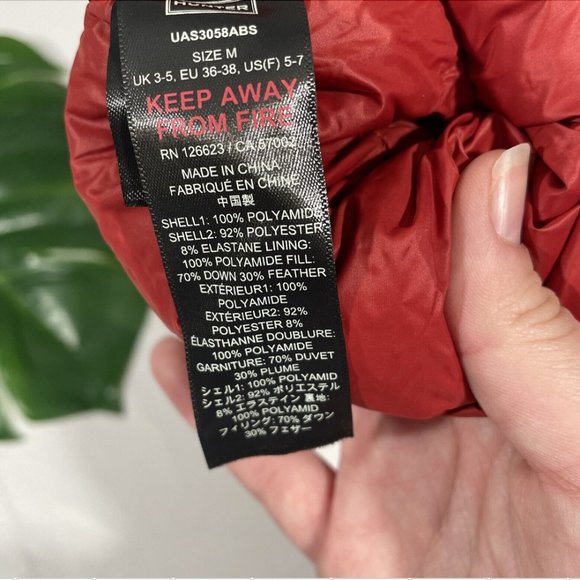 HUNTER
UAS3058ABS
SIZE M
UK 3-5, EU 36-38, US(F) 5-7
KEEP AWAY
FROM FIRE
RN 126623 / CA 57002
MADE IN CHINA
FABRIQUÉ EN CHINE
中国製
SHELL1: 100% POLYAMIDE
SHELL2: 92% POLYESTER
8% ELASTANE LINING:
100% POLYAMIDE FILL:
70% DOWN 30% FEATHER
EXTÉRIEUR1: 100%
POLYAMIDE
EXTÉRIEUR2: 92%
POLYESTER 8%
ÉLASTHANNE DOUBLURE:
100% POLYAMIDE
GARNITURE: 70% DUVET
30% PLUME
シェル1: 100% POLYAMID
シェル2: 92% ポリエステル
8% エラステイン 裏地:
100% POLYAMID
フィリング: 70% ダウン
30% フェザー